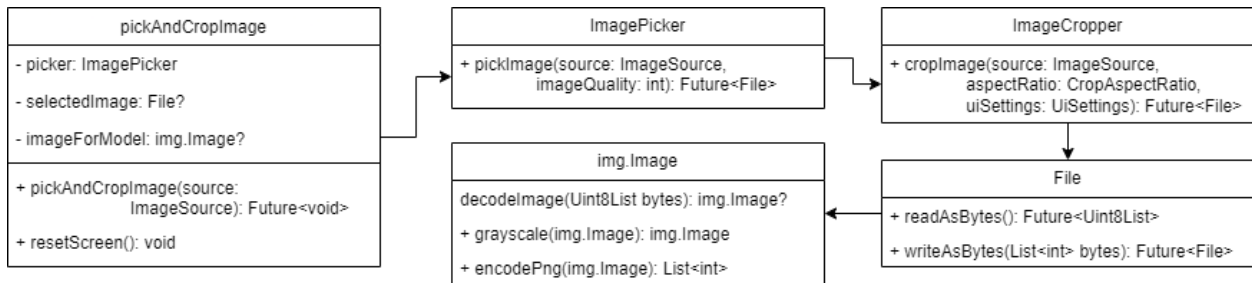 pickAndCropImage
- picker: ImagePicker
- selectedImage: File?
- imageForModel: img.Image?
+ pickAndCropImage(source:
ImageSource): Future<void>
+ resetScreen(): void
ImagePicker
+ pickImage(source: ImageSource,
imageQuality: int): Future<File>
ImageCropper
+ cropImage(source: ImageSource,
aspectRatio: CropAspectRatio,
uiSettings: UiSettings): Future<File>
img.Image
decodeImage(Uint8List bytes): img.Image?
+ grayscale(img.Image): img.Image
+ encodePng(img.Image): List<int>
File
+ readAsBytes(): Future<Uint8List>
+ writeAsBytes(List<int> bytes): Future<File>